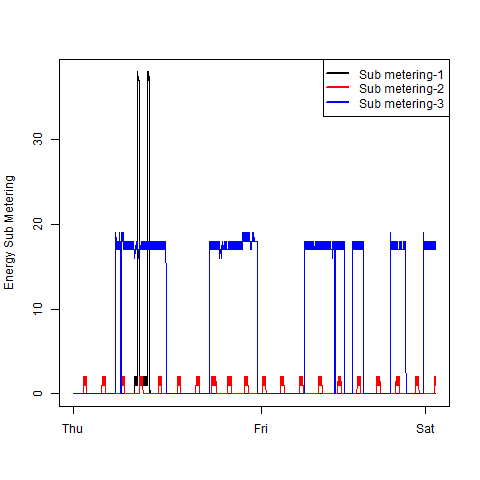 Sub metering-1
Sub metering-2
Sub metering-3
Energy Sub Metering
30
20
10
0
Thu
Fri
Sat